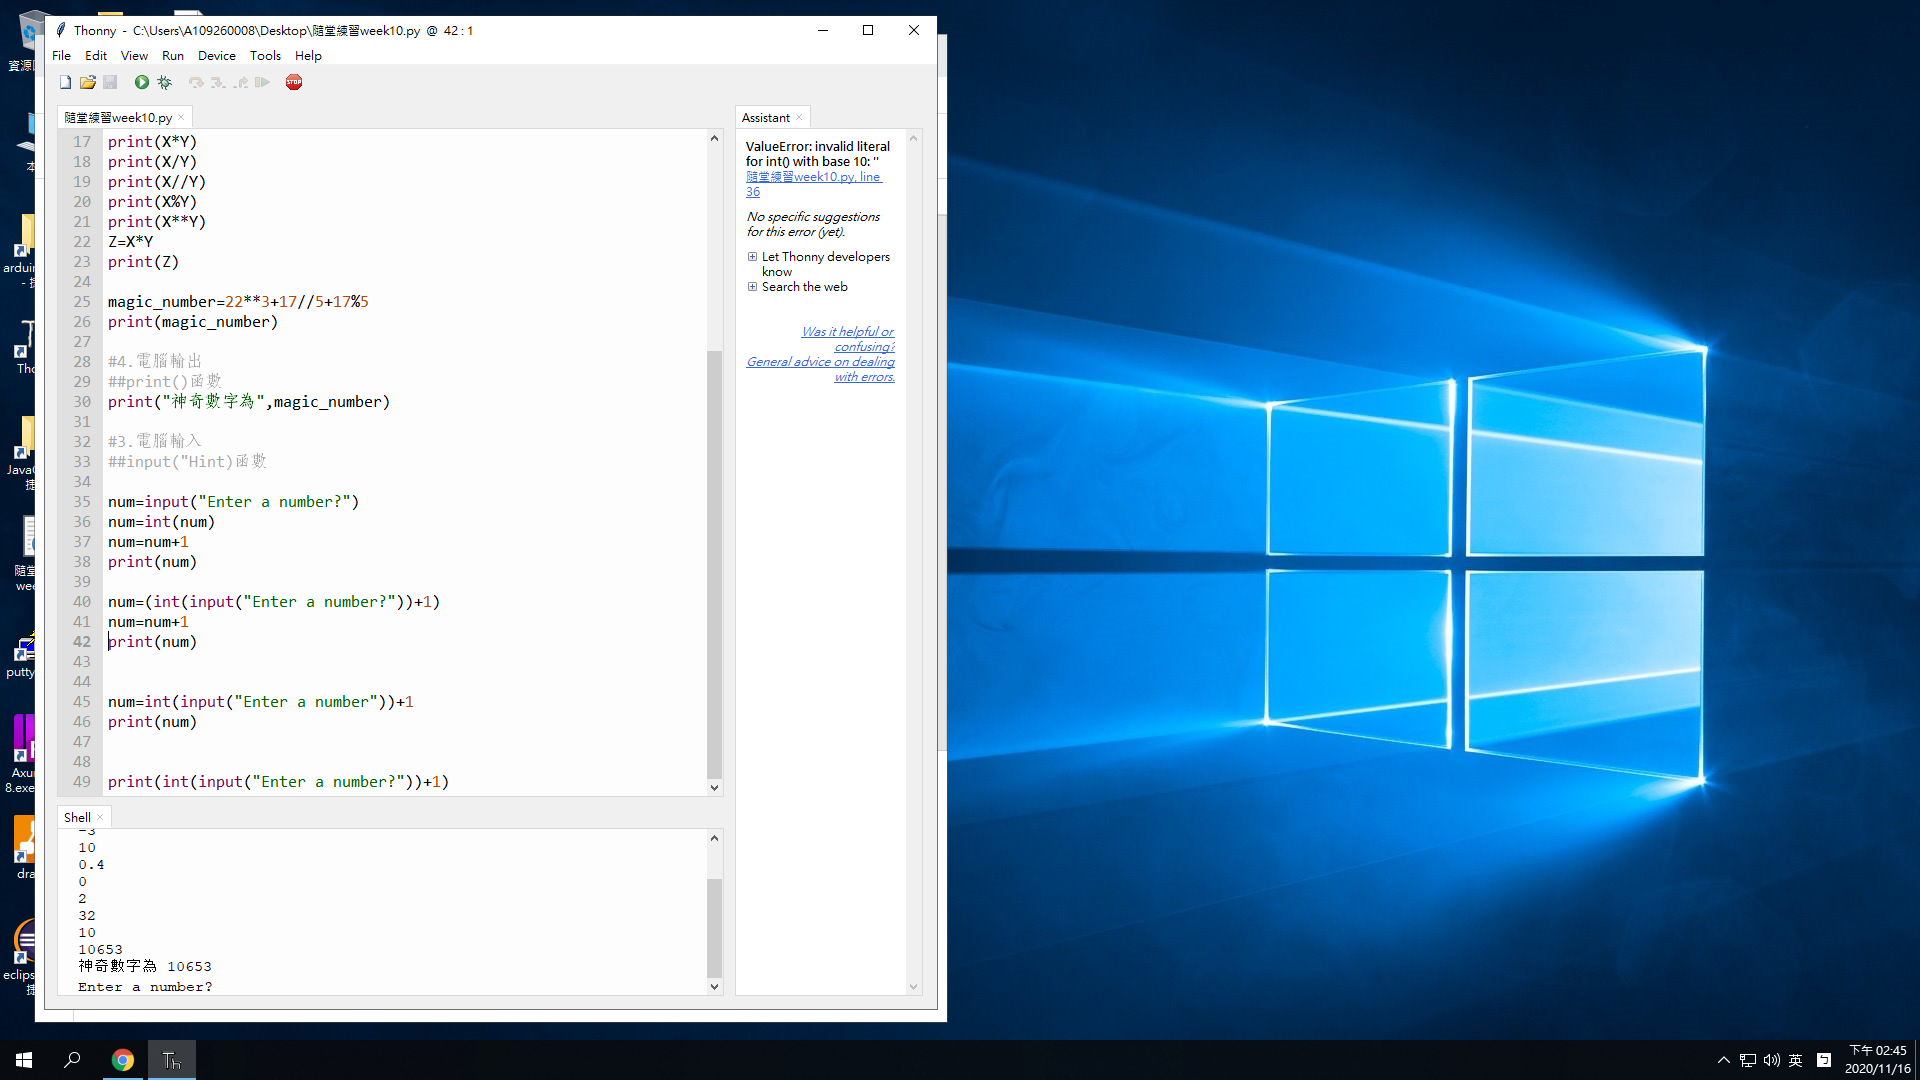 Thonny - C:\Users\A109260008\Desktop\隨堂練習week10.py @ 42 : 1
File Edit View Run Device Tools Help
STOP
隨堂練習week10.py
17 print(X*Y)
18 print(X/Y)
19 print(X//Y)
20 print(X%Y)
21 print(X**Y)
22 Z=X*Y
23 print(Z)
24
25 magic_number=22**3+17//5+17%5
26 print(magic_number)
27
28 #4.電腦輸出
29 ##print()函數
30 print("神奇數字為",magic_number)
31
32 #3.電腦輸入
33 ##input("Hint)函數
34
35 num=input("Enter a number?")
36 num=int(num)
37 num=num+1
38 print(num)
39
40 num=(int(input("Enter a number?"))+1)
41 num=num+1
42 print(num)
43
44
45 num=int(input("Enter a number"))+1
46 print(num)
47
48
49 print(int(input("Enter a number?"))+1)
Shell
-3
10
0.4
0
2
32
10
10653
神奇數字為 10653
Enter a number?
Assistant
ValueError: invalid literal
for int() with base 10: ''
隨堂練習week10.py, line
36
No specific suggestions
for this error (yet).
Let Thonny developers
know
Search the web
Was it helpful or
confusing?
General advice on dealing
with errors.
資源
本
arduin
- 捷
Tho
JavaC
捷
隨堂
wee
putty
Axu
8.exe
dra
eclips
捷
Th
英
下午 02:45
2020/11/16